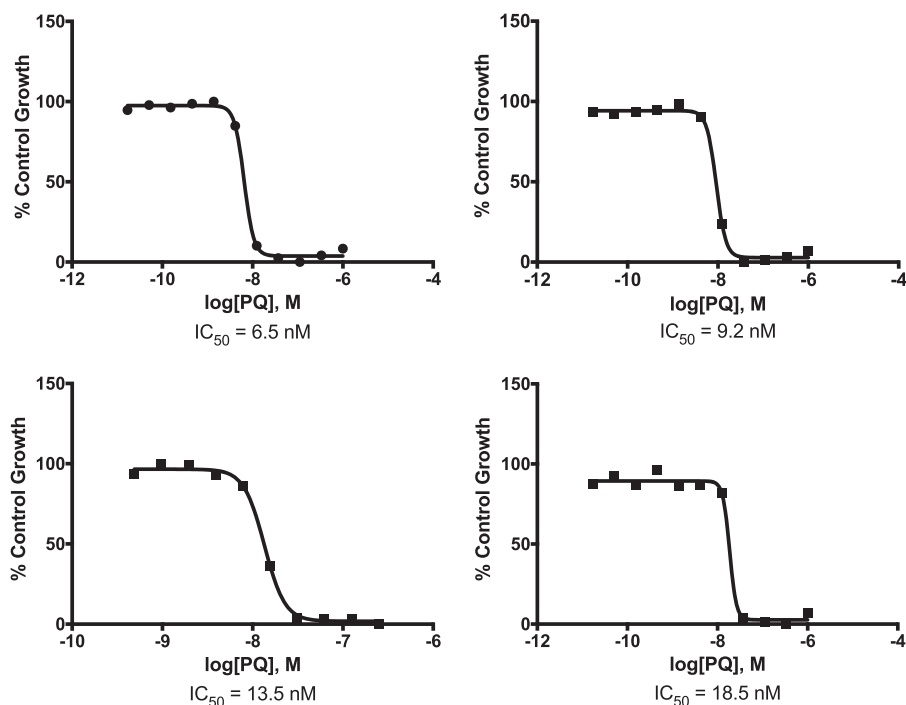 150
100
50
0
% Control Growth
-12 -10 -8 -6 -4
log[PQ], M
IC50 = 6.5 nM
150
100
50
0
% Control Growth
-12 -10 -8 -6 -4
log[PQ], M
IC50 = 9.2 nM
150
100
50
0
% Control Growth
-10 -9 -8 -7 -6
log[PQ], M
IC50 = 13.5 nM
150
100
50
0
% Control Growth
-12 -10 -8 -6 -4
log[PQ], M
IC50 = 18.5 nM